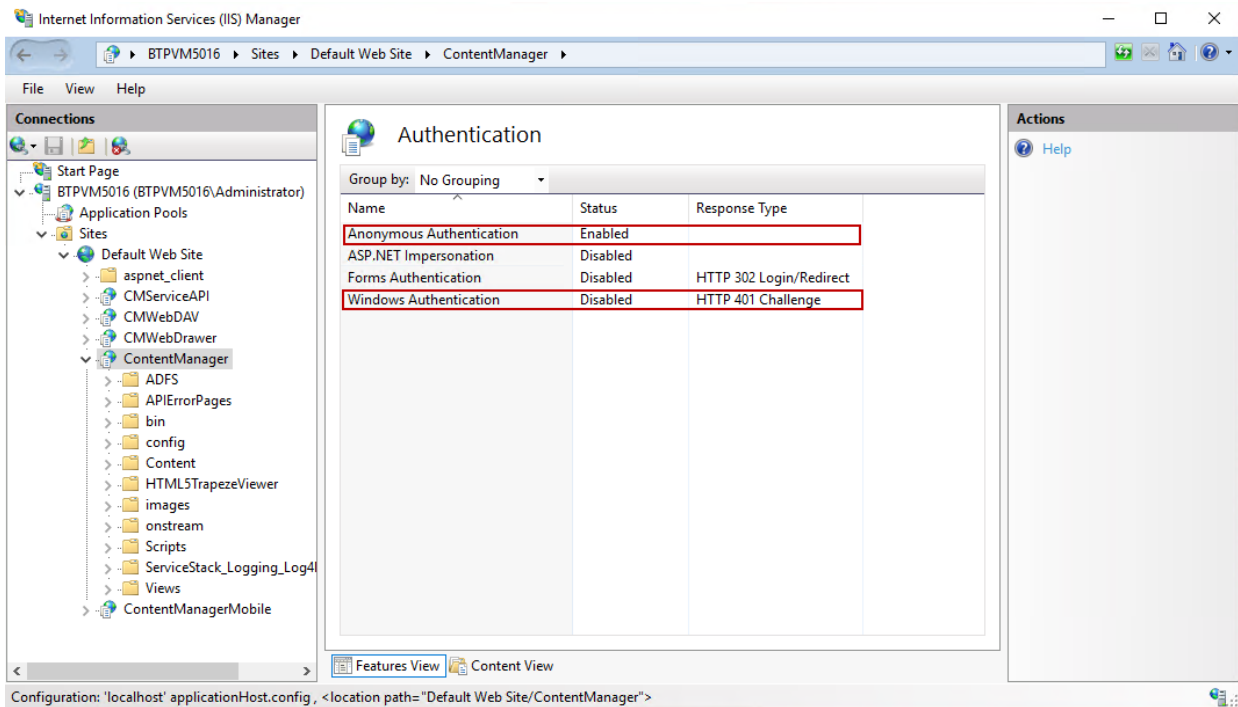 Internet Information Services (IIS) Manager
BTPVM5016 Sites Default Web Site ContentManager
File View Help
Connections
Start Page
BTPVM5016 (BTPVM5016\Administrator)
Application Pools
Sites
Default Web Site
aspnet_client
CMServiceAPI
CMWebDAV
CMWebDrawer
ContentManager
ADFS
APIErrorPages
bin
config
Content
HTML5TrapezeViewer
images
onstream
Scripts
ServiceStack_Logging_Log4
Views
ContentManagerMobile
Authentication
Group by: No Grouping
Name Status Response Type
Anonymous Authentication Enabled
ASP.NET Impersonation Disabled
Forms Authentication Disabled HTTP 302 Login/Redirect
Windows Authentication Disabled HTTP 401 Challenge
Features View Content View
Actions
Help
Configuration: 'localhost' applicationHost.config , <location path="Default Web Site/ContentManager">